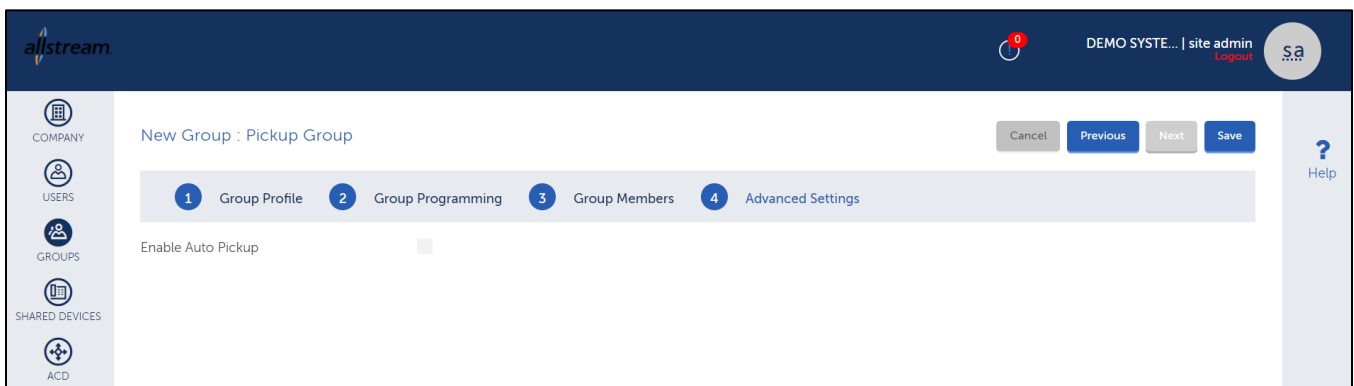 allstream.
0
DEMO SYSTE... | site admin
Logout
sa
COMPANY
USERS
GROUPS
SHARED DEVICES
ACD
New Group : Pickup Group
Cancel
Previous
Next
Save
1 Group Profile 2 Group Programming 3 Group Members 4 Advanced Settings
Enable Auto Pickup
?
Help